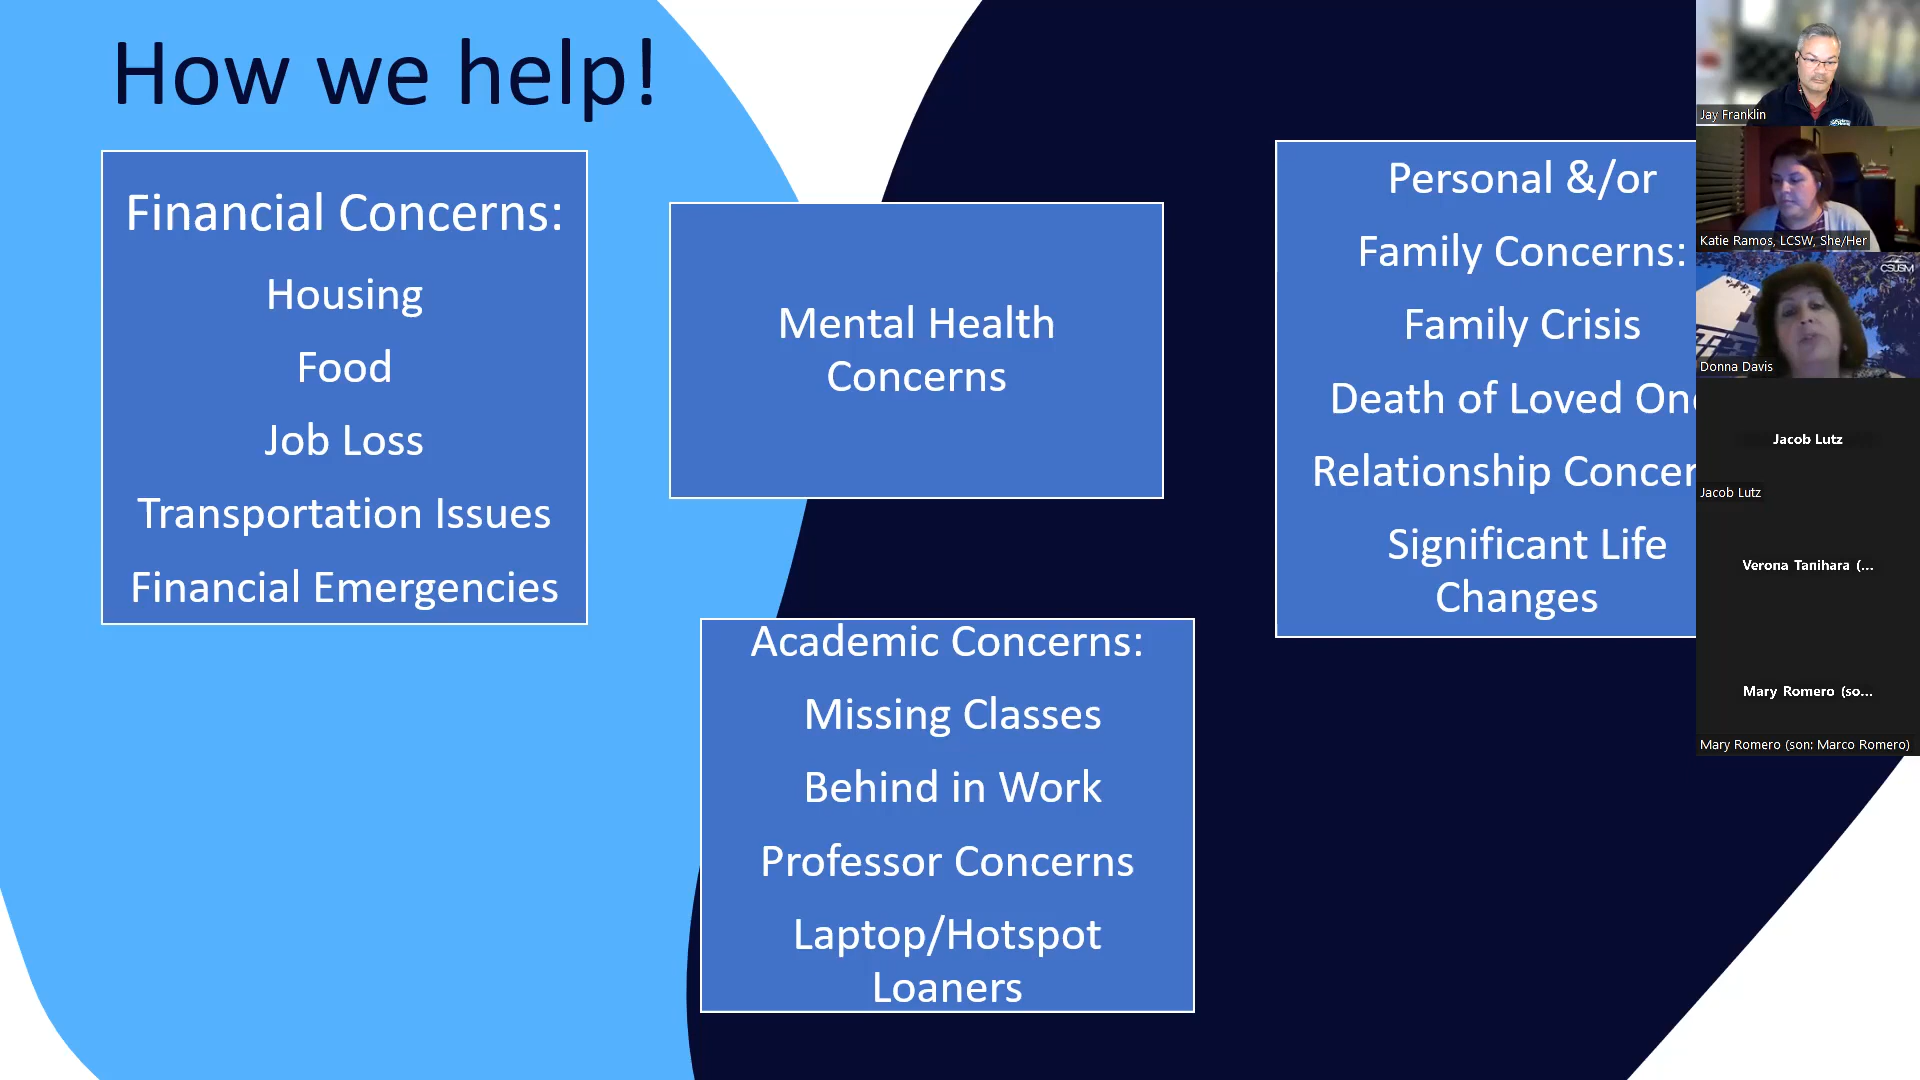 How we help!
Financial Concerns:
Housing
Food
Job Loss
Transportation Issues
Financial Emergencies
Mental Health
Concerns
Academic Concerns:
Missing Classes
Behind in Work
Professor Concerns
Laptop/Hotspot
Loaners
Personal &/or
Family Concerns:
Family Crisis
Death of Loved One
Relationship Concer
Significant Life
Changes
Jay Franklin
Katie Ramos, LCSW, She/Her
CSUSM
Donna Davis
Jacob Lutz
Jacob Lutz
Verona Tanihara (...
Mary Romero (so...
Mary Romero (son: Marco Romero)